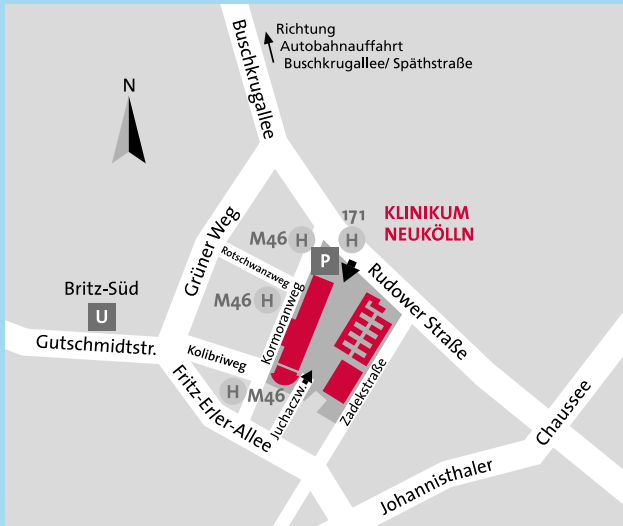 Richtung
Autobahnauffahrt
Buschkrugallee/ Späthstraße
Buschkrugallee
N
171
KLINIKUM
NEUKÖLLN
M46
H
H
P
Grüner Weg
Rotschwanzweg
Rudower Straße
Britz-Süd
U
M46
H
Kormoranweg
Gutschmidtstr.
Kolibriweg
H
M46
Juchaczw.
Zadekstraße
Fritz-Erler-Allee
Chaussee
Johannisthaler